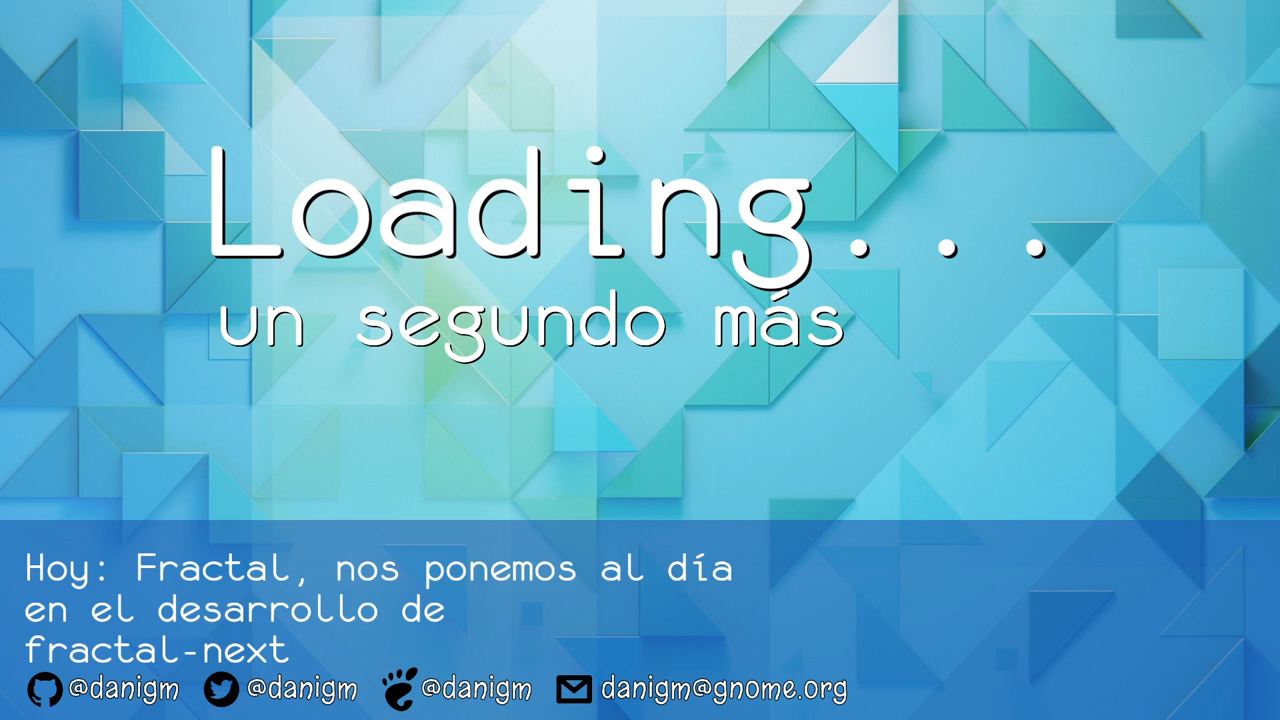 Loading...
un segundo más
Hoy: Fractal, nos ponemos al día
en el desarrollo de
fractal-next
@danigm @danigm @danigm danigm@gnome.org